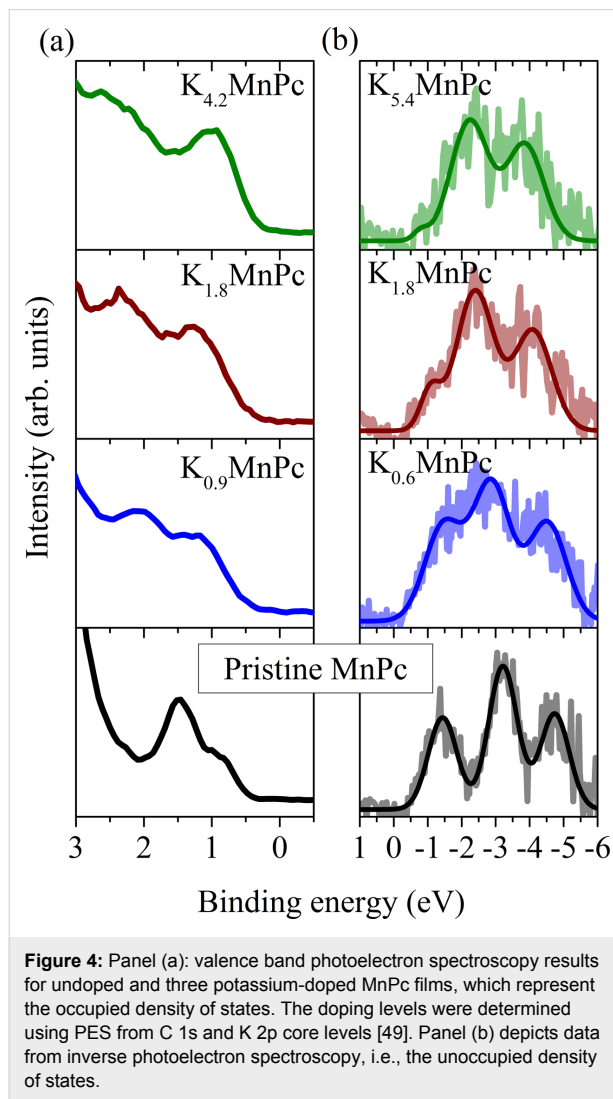 (a)
(b)
K4.2MnPc
K5.4MnPc
K1.8MnPc
K1.8MnPc
K0.9MnPc
K0.6MnPc
Pristine MnPc
Intensity (arb. units)
3 2 1 0
1 0 -1 -2 -3 -4 -5 -6
Binding energy (eV)
Figure 4: Panel (a): valence band photoelectron spectroscopy results
for undoped and three potassium-doped MnPc films, which represent
the occupied density of states. The doping levels were determined
using PES from C 1s and K 2p core levels [49]. Panel (b) depicts data
from inverse photoelectron spectroscopy, i.e., the unoccupied density
of states.